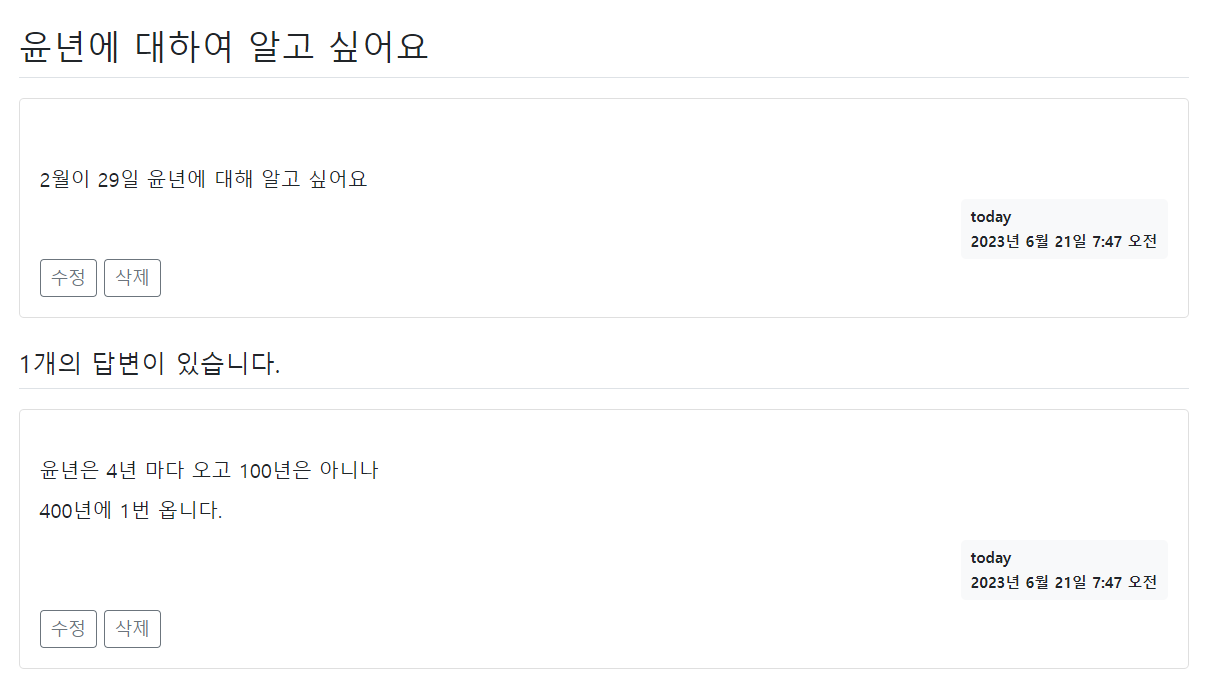 윤년에 대하여 알고 싶어요
2월이 29일 윤년에 대해 알고 싶어요
today
2023년 6월 21일 7:47 오전
수정 삭제
1개의 답변이 있습니다.
윤년은 4년 마다 오고 100년은 아니나
400년에 1번 옵니다.
today
2023년 6월 21일 7:47 오전
수정 삭제